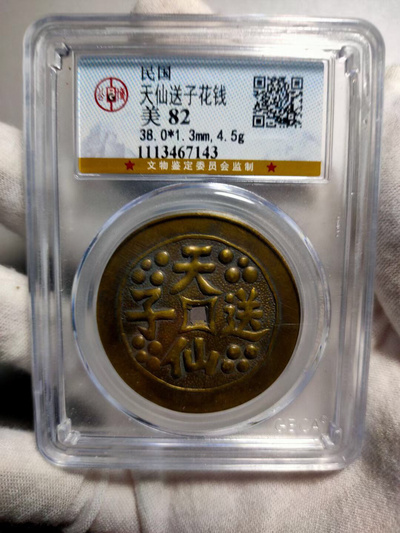 民国
天仙送子花钱
美 82
38.0*1.3mm,4.5g
1113467143
文物鉴定委员会监制
天
子 送
仙